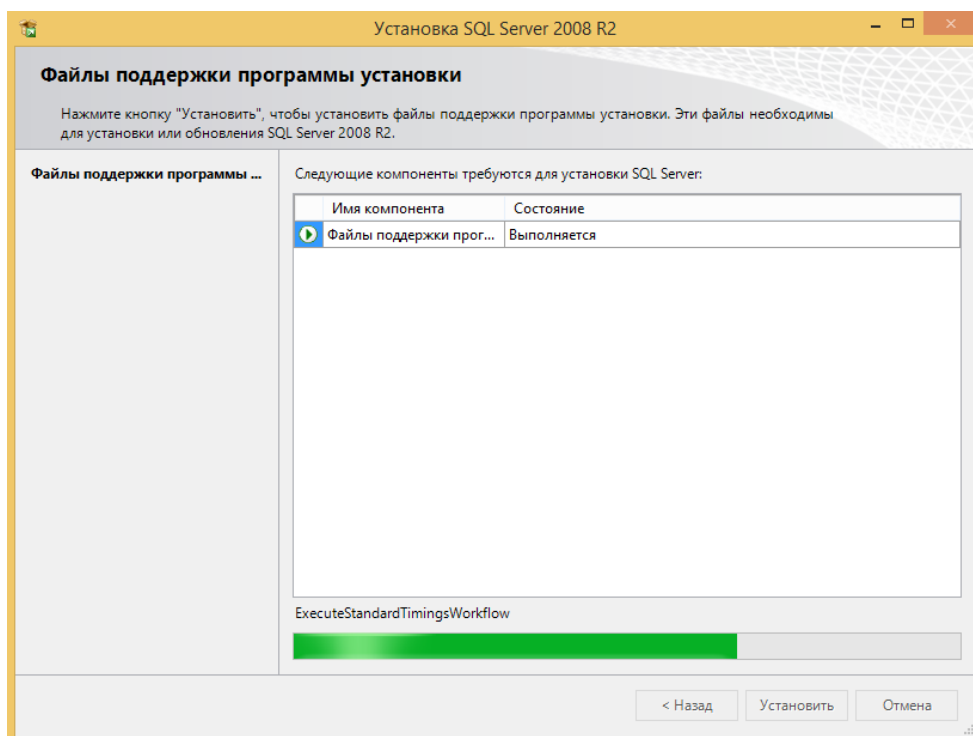 Установка SQL Server 2008 R2
Файлы поддержки программы установки
Нажмите кнопку "Установить", чтобы установить файлы поддержки программы установки. Эти файлы необходимы
для установки или обновления SQL Server 2008 R2.
Файлы поддержки программы ...
Следующие компоненты требуются для установки SQL Server:
Имя компонента Состояние
Файлы поддержки прог... Выполняется
ExecuteStandardTimingsWorkflow
< Назад Установить Отмена